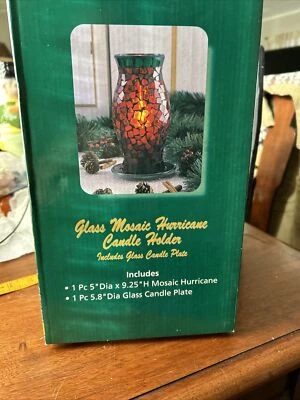 Glass Mosaic Hurricane
Candle Holder
Includes Glass Candle Plate
Includes
• 1 Pc 5"Dia x 9.25"H Mosaic Hurricane
• 1 Pc 5.8"Dia Glass Candle Plate